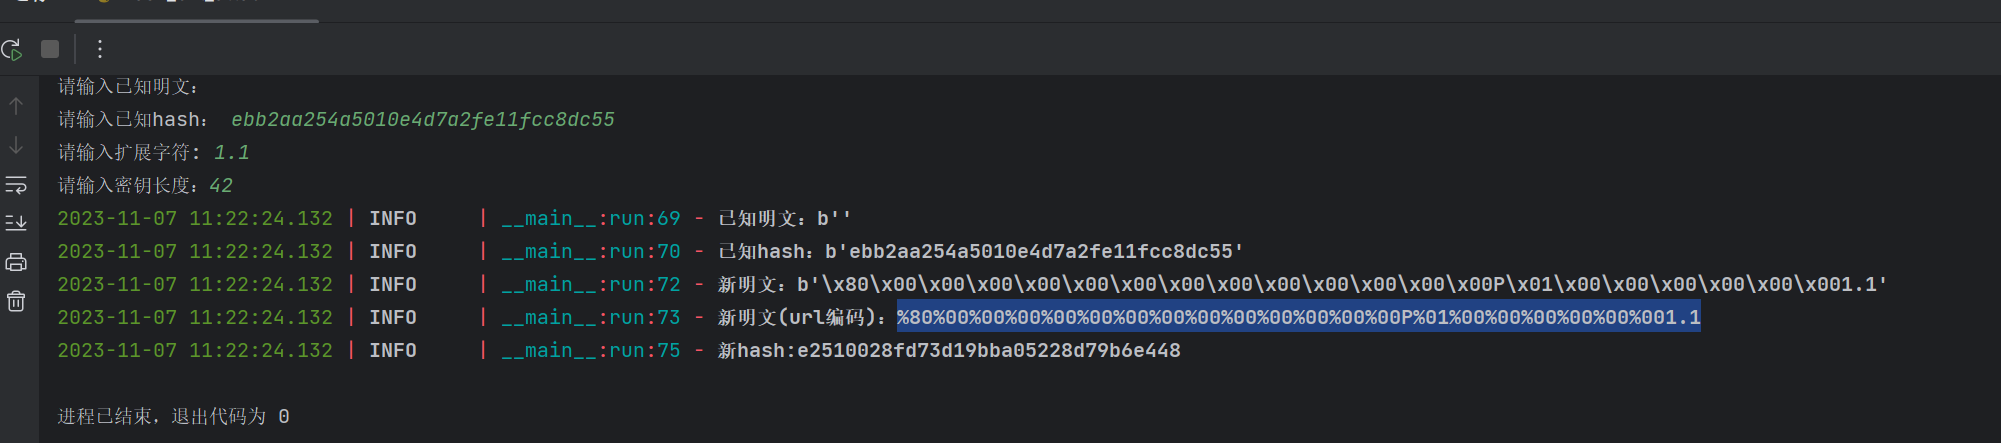 请输入已知明文：
请输入已知hash： ebb2aa254a5010e4d7a2fe11fcc8dc55
请输入扩展字符: 1.1
请输入密钥长度：42
2023-11-07 11:22:24.132 | INFO     | __main__:run:69 - 已知明文：b''
2023-11-07 11:22:24.132 | INFO     | __main__:run:70 - 已知hash：b'ebb2aa254a5010e4d7a2fe11fcc8dc55'
2023-11-07 11:22:24.132 | INFO     | __main__:run:72 - 新明文：b'\x80\x00\x00\x00\x00\x00\x00\x00\x00\x00\x00\x00\x00\x00P\x01\x00\x00\x00\x00\x00\x001.1'
2023-11-07 11:22:24.132 | INFO     | __main__:run:73 - 新明文(url编码)：%80%00%00%00%00%00%00%00%00%00%00%00%00%00P%01%00%00%00%00%00%001.1
2023-11-07 11:22:24.132 | INFO     | __main__:run:75 - 新hash:e2510028fd73d19bba05228d79b6e448
进程已结束，退出代码为 0